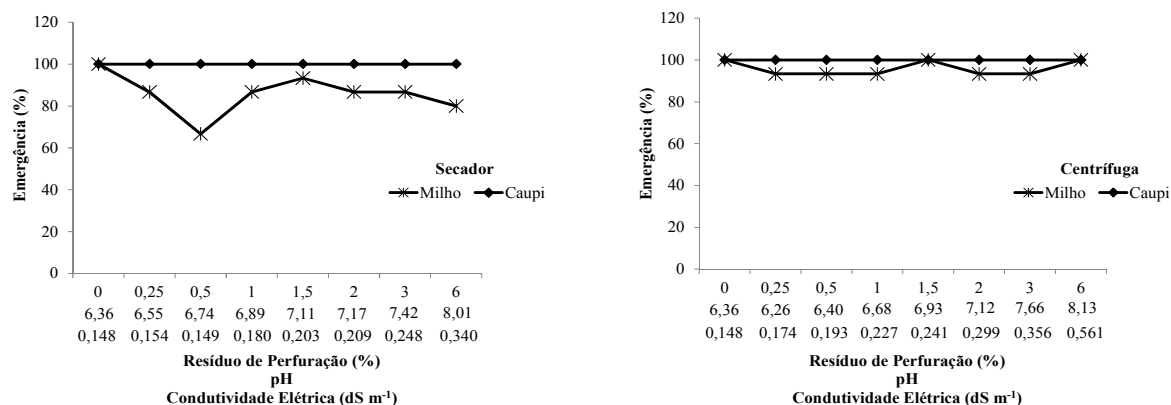 120
100
80
60
40
20
0
Emergência (%)
Secador
Milho Caupi
0 0,25 0,5 1 1,5 2 3 6
6,36 6,55 6,74 6,89 7,11 7,17 7,42 8,01
0,148 0,154 0,149 0,180 0,203 0,209 0,248 0,340
Resíduo de Perfuração (%)
pH
Condutividade Elétrica (dS m⁻¹)
120
100
80
60
40
20
0
Emergência (%)
Centrífuga
Milho Caupi
0 0,25 0,5 1 1,5 2 3 6
6,36 6,26 6,40 6,68 6,93 7,12 7,66 8,13
0,148 0,174 0,193 0,227 0,241 0,299 0,356 0,561
Resíduo de Perfuração (%)
pH
Condutividade Elétrica (dS m⁻¹)